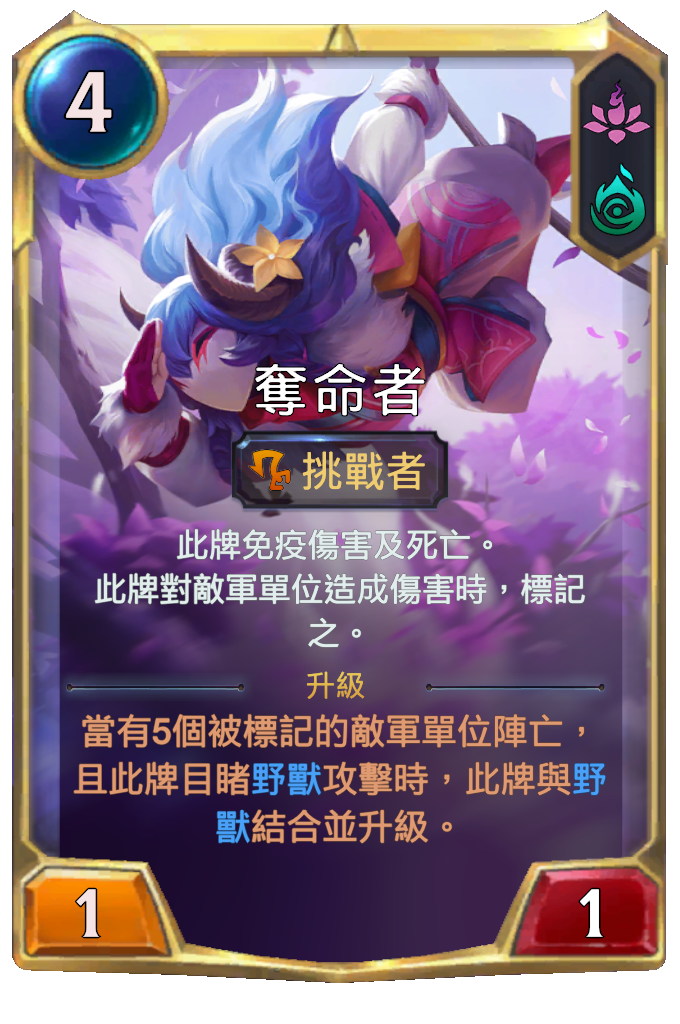 4
奪命者
挑戰者
此牌免疫傷害及死亡。
此牌對敵軍單位造成傷害時，標記
之。
升級
當有5個被標記的敵軍單位陣亡，
且此牌目睹野獸攻擊時，此牌與野
獸結合並升級。
1
1